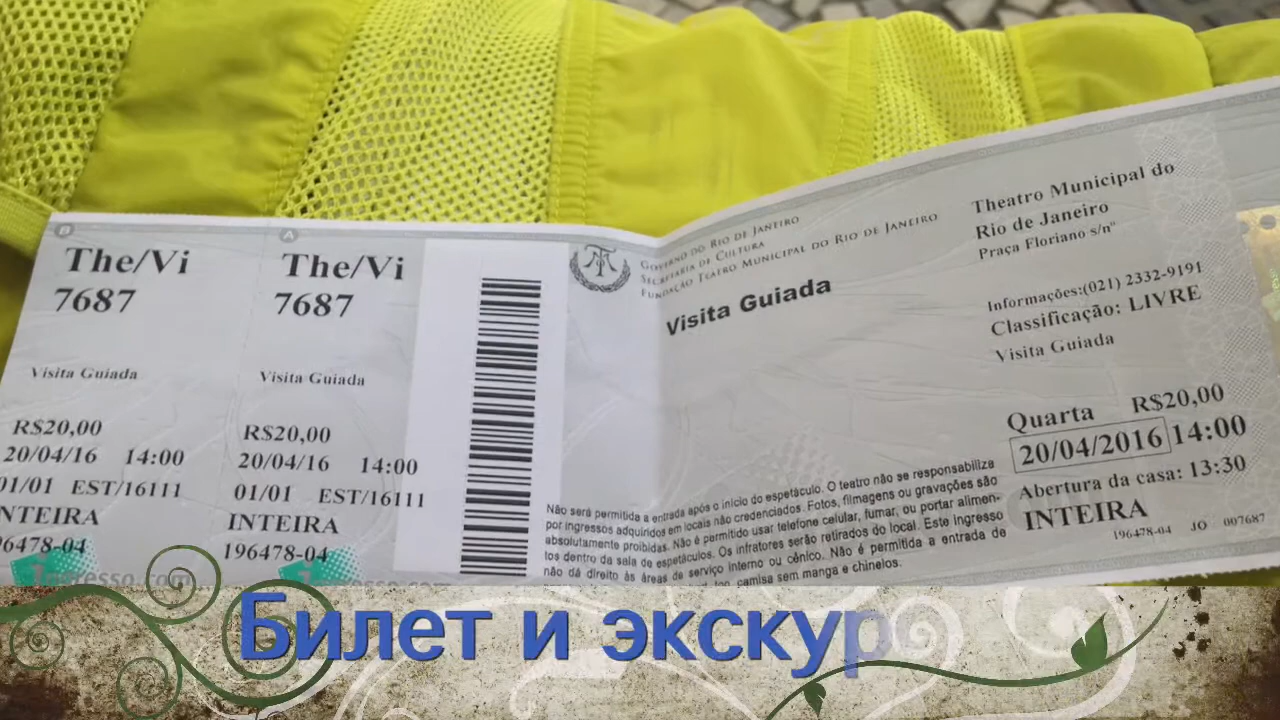 B
The/Vi
7687
Visita Guiada
R$20,00
20/04/16 14:00
01/01 EST/16111
INTEIRA
96478-04
ingresso.com
A
The/Vi
7687
Visita Guiada
R$20,00
20/04/16 14:00
01/01 EST/16111
INTEIRA
196478-04
ingresso.com
GOVERNO DO RIO DE JANEIRO
SECRETARIA DE CULTURA
FUNDAÇÃO TEATRO MUNICIPAL DO RIO DE JANEIRO
Visita Guiada
Não será permitida a entrada após o início do espetáculo. O teatro não se responsabiliza
por ingressos adquiridos em locais não credenciados. Fotos, filmagens ou gravações são
absolutamente proibidas. Não é permitido usar telefone celular, fumar, ou portar alimen-
tos dentro da sala de espetáculos. Os infratores serão retirados do local. Este ingresso
não dá direito às áreas de serviço interno ou cênico. Não é permitida a entrada de
camisa sem manga e chinelos.
Theatro Municipal do
Rio de Janeiro
Praça Floriano s/nº
Informações:(021) 2332-9191
Classificação: LIVRE
Visita Guiada
Quarta R$20,00
20/04/2016 14:00
Abertura da casa: 13:30
INTEIRA
196478-04 JO 007687
Билет и экскур